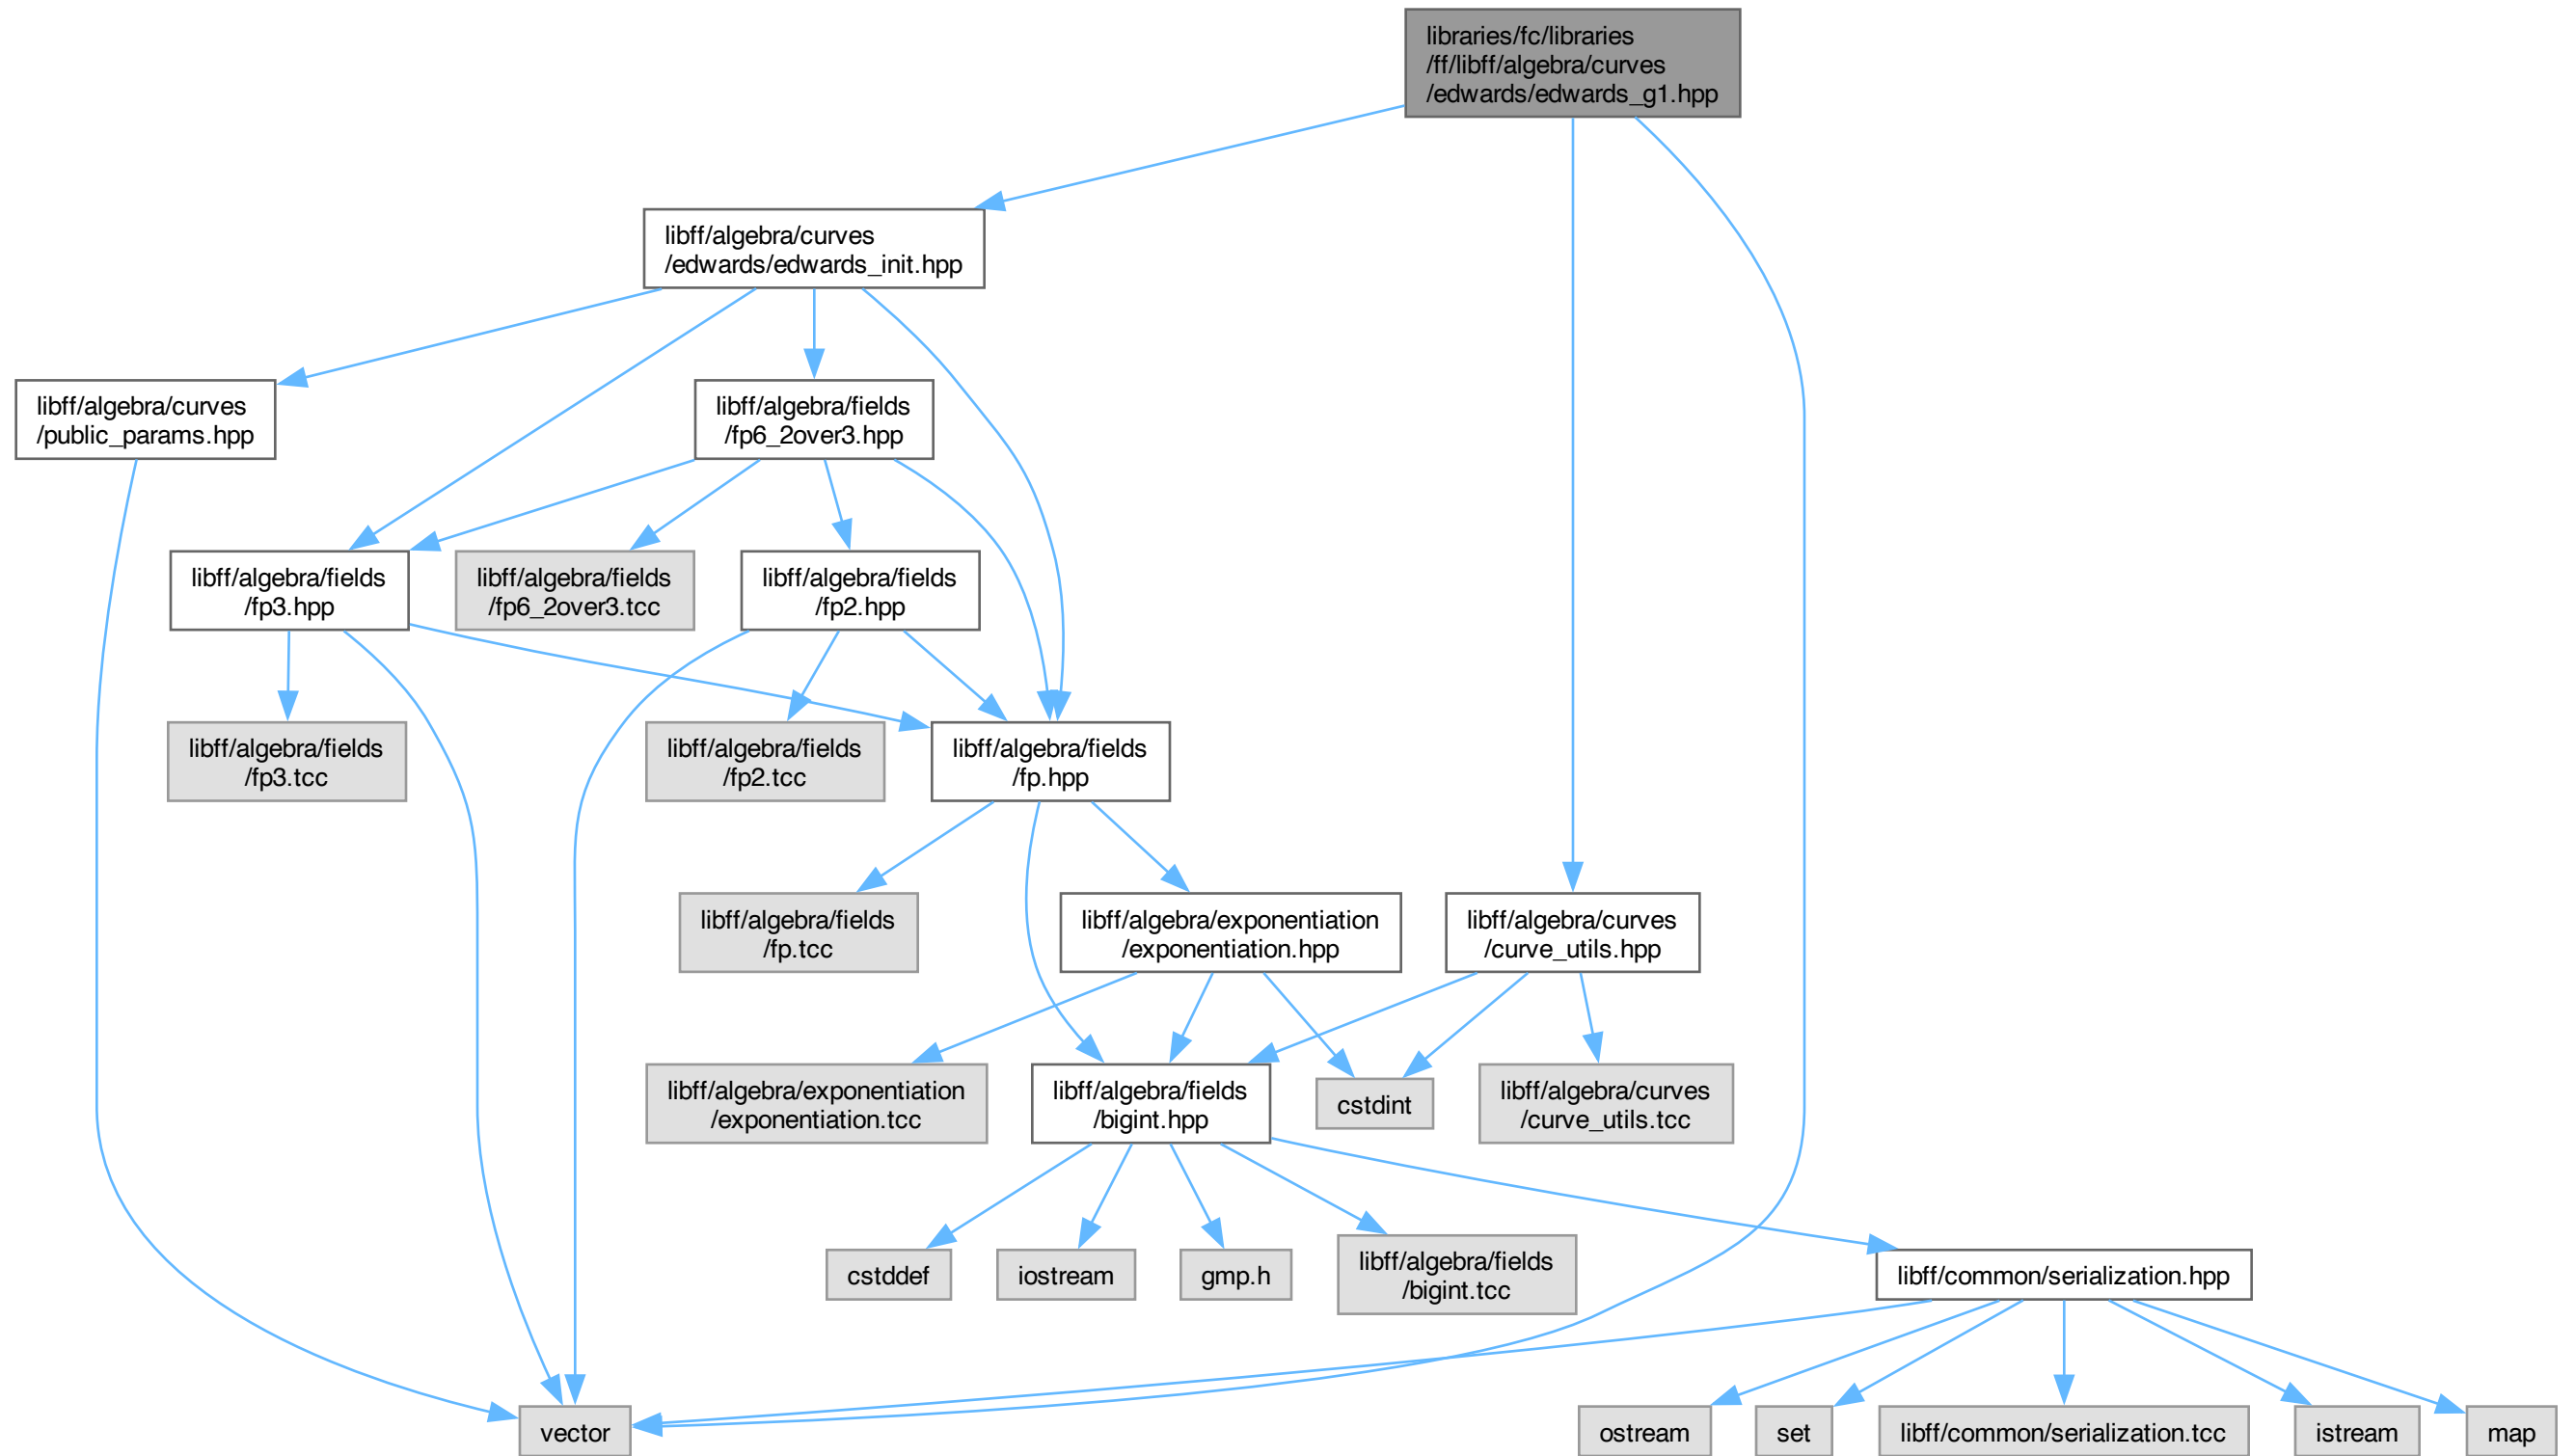 libraries/fc/libraries
/ff/libff/algebra/curves
/edwards/edwards_g1.hpp
libff/algebra/curves
/edwards/edwards_init.hpp
libff/algebra/curves
/public_params.hpp
libff/algebra/fields
/fp6_2over3.hpp
libff/algebra/fields
/fp3.hpp
libff/algebra/fields
/fp6_2over3.tcc
libff/algebra/fields
/fp2.hpp
libff/algebra/fields
/fp3.tcc
libff/algebra/fields
/fp2.tcc
libff/algebra/fields
/fp.hpp
libff/algebra/fields
/fp.tcc
libff/algebra/exponentiation
/exponentiation.hpp
libff/algebra/curves
/curve_utils.hpp
libff/algebra/exponentiation
/exponentiation.tcc
libff/algebra/fields
/bigint.hpp
cstdint
libff/algebra/curves
/curve_utils.tcc
cstddef
iostream
gmp.h
libff/algebra/fields
/bigint.tcc
libff/common/serialization.hpp
vector
ostream
set
libff/common/serialization.tcc
istream
map